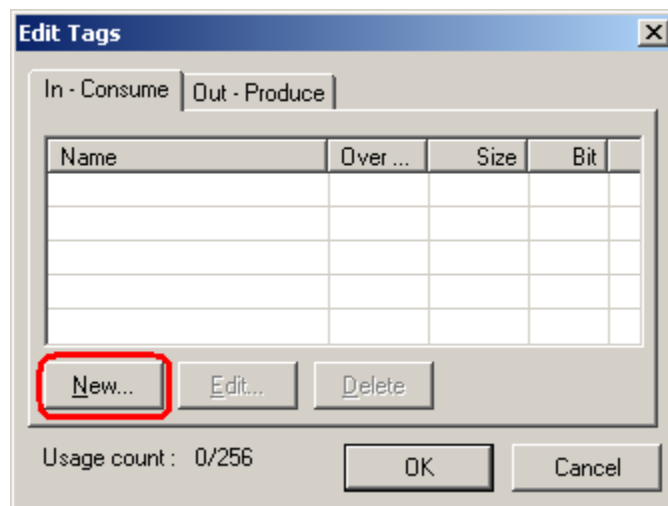 Edit Tags
In - Consume Out - Produce
Name Over ... Size Bit
New... Edit... Delete
Usage count : 0/256 OK Cancel